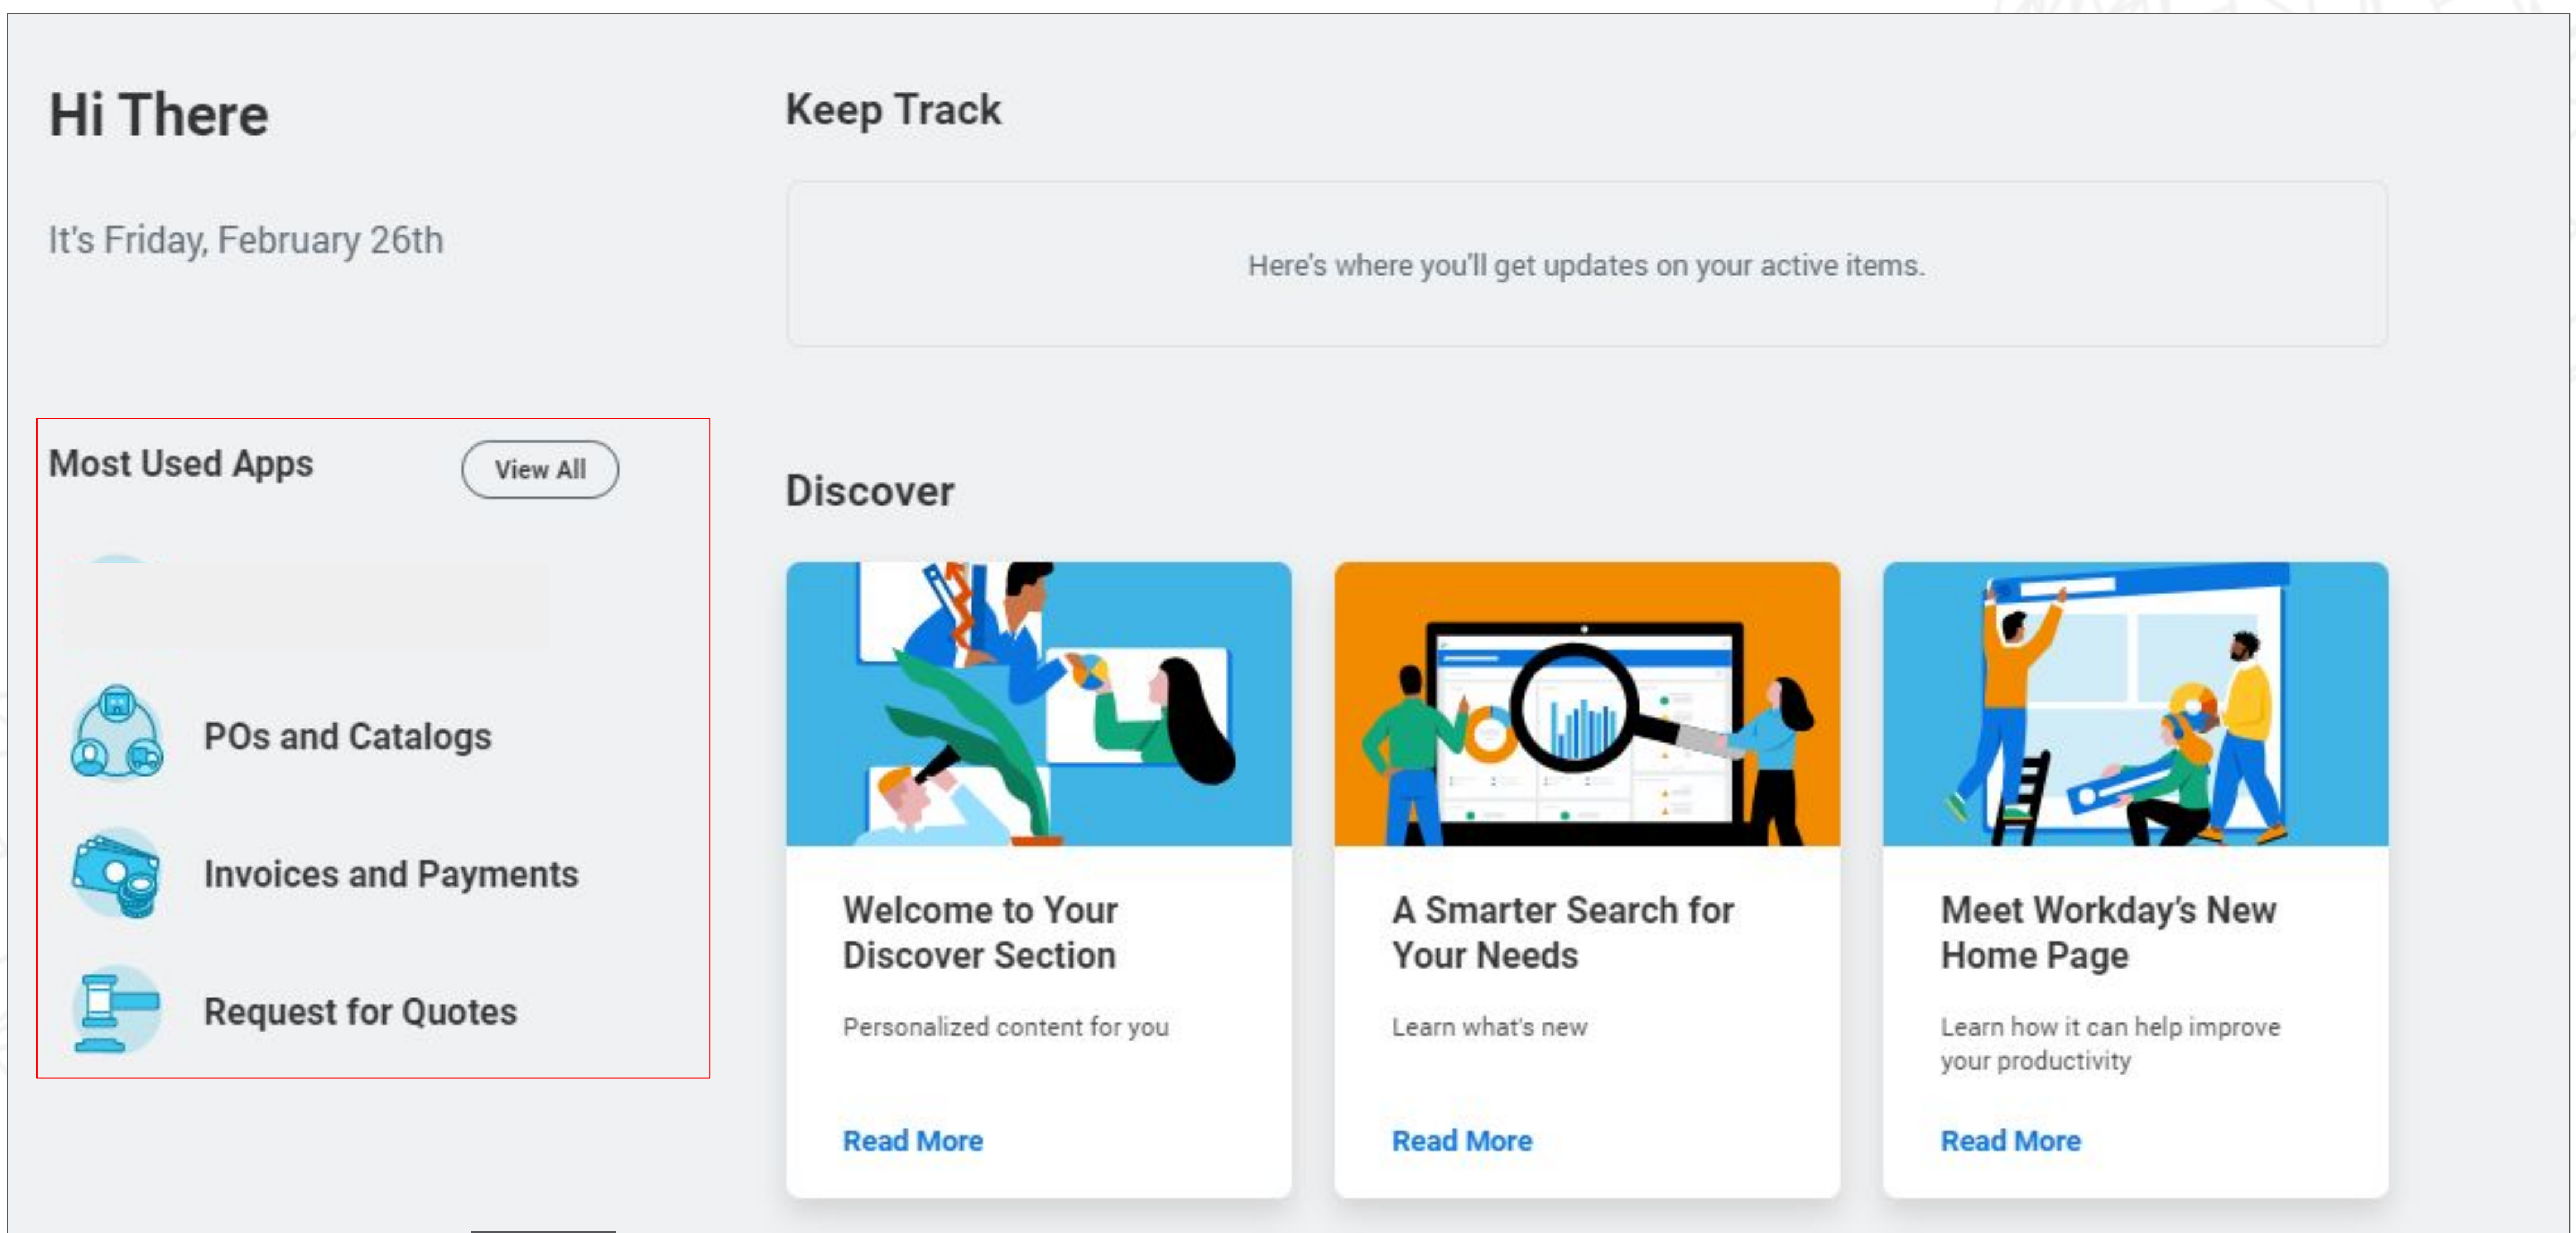 Hi There
It's Friday, February 26th
Most Used Apps
View All
POs and Catalogs
Invoices and Payments
Request for Quotes
Keep Track
Here's where you'll get updates on your active items.
Discover
Welcome to Your
Discover Section
Personalized content for you
Read More
A Smarter Search for
Your Needs
Learn what's new
Read More
Meet Workday's New
Home Page
Learn how it can help improve
your productivity
Read More